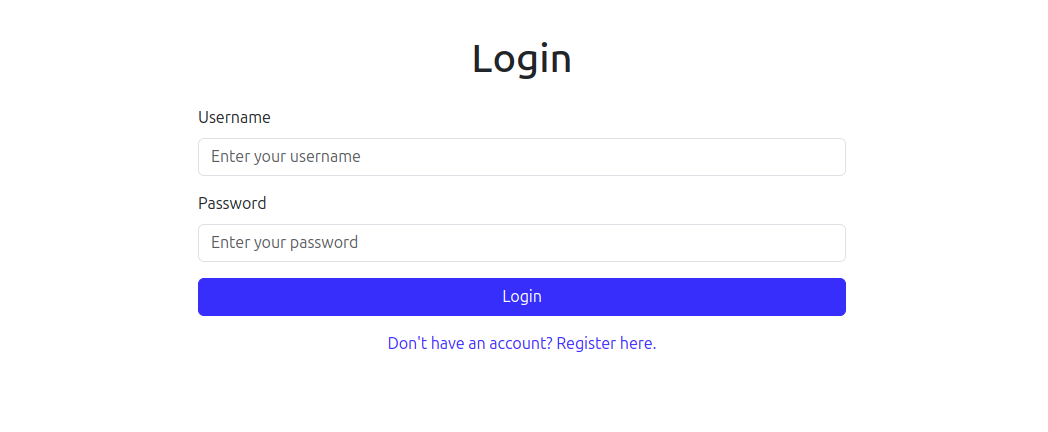 Login
Username
Enter your username
Password
Enter your password
Login
Don't have an account? Register here.